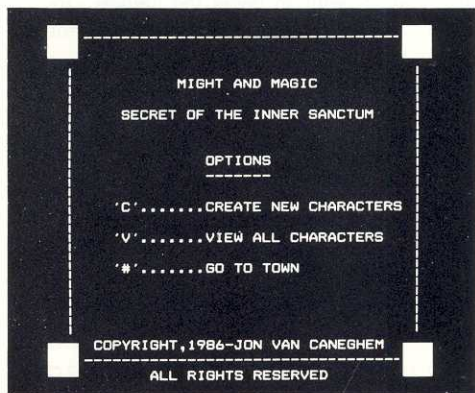 MIGHT AND MAGIC
SECRET OF THE INNER SANCTUM
OPTIONS
'C'.......CREATE NEW CHARACTERS
'V'.......VIEW ALL CHARACTERS
'#'.......GO TO TOWN
COPYRIGHT,1986-JON VAN CANEGHEM
ALL RIGHTS RESERVED